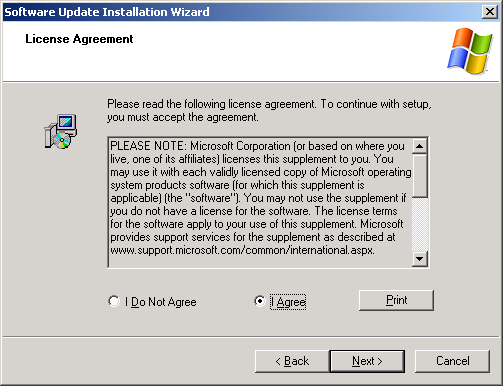 Software Update Installation Wizard
License Agreement
Please read the following license agreement. To continue with setup,
you must accept the agreement.
PLEASE NOTE: Microsoft Corporation (or based on where you
live, one of its affiliates) licenses this supplement to you. You
may use it with each validly licensed copy of Microsoft operating
system products software (for which this supplement is
applicable) (the "software"). You may not use the supplement if
you do not have a license for the software. The license terms
for the software apply to your use of this supplement. Microsoft
provides support services for the supplement as described at
www.support.microsoft.com/common/international.aspx.
I Do Not Agree I Agree Print
< Back Next > Cancel